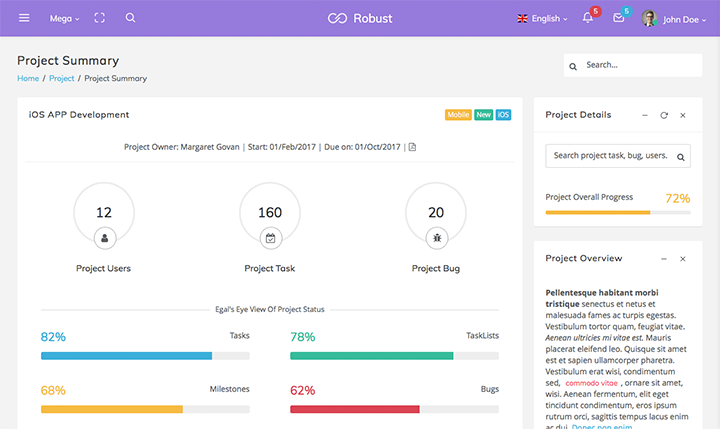 Mega
Robust
English
5
5
John Doe
Project Summary
Home / Project / Project Summary
Search...
iOS APP Development
Mobile New iOS
Project Owner: Margaret Govan | Start: 01/Feb/2017 | Due on: 01/Oct/2017 |
12
160
20
Project Users
Project Task
Project Bug
Egal's Eye View Of Project Status
82% Tasks
78% TaskLists
68% Milestones
62% Bugs
Project Details
Search project task, bug, users.
Project Overall Progress 72%
Project Overview
Pellentesque habitant morbi
tristique senectus et netus et
malesuada fames ac turpis egestas.
Vestibulum tortor quam, feugiat vitae.
Aenean ultricies mi vitae est. Mauris
placerat eleifend leo. Quisque sit amet
est et sapien ullamcorper pharetra.
Vestibulum erat wisi, condimentum
sed, commodo vitae , ornare sit amet,
wisi. Aenean fermentum, elit eget
tincidunt condimentum, eros ipsum
rutrum orci, sagittis tempus lacus enim
ac dui. Donec non enim